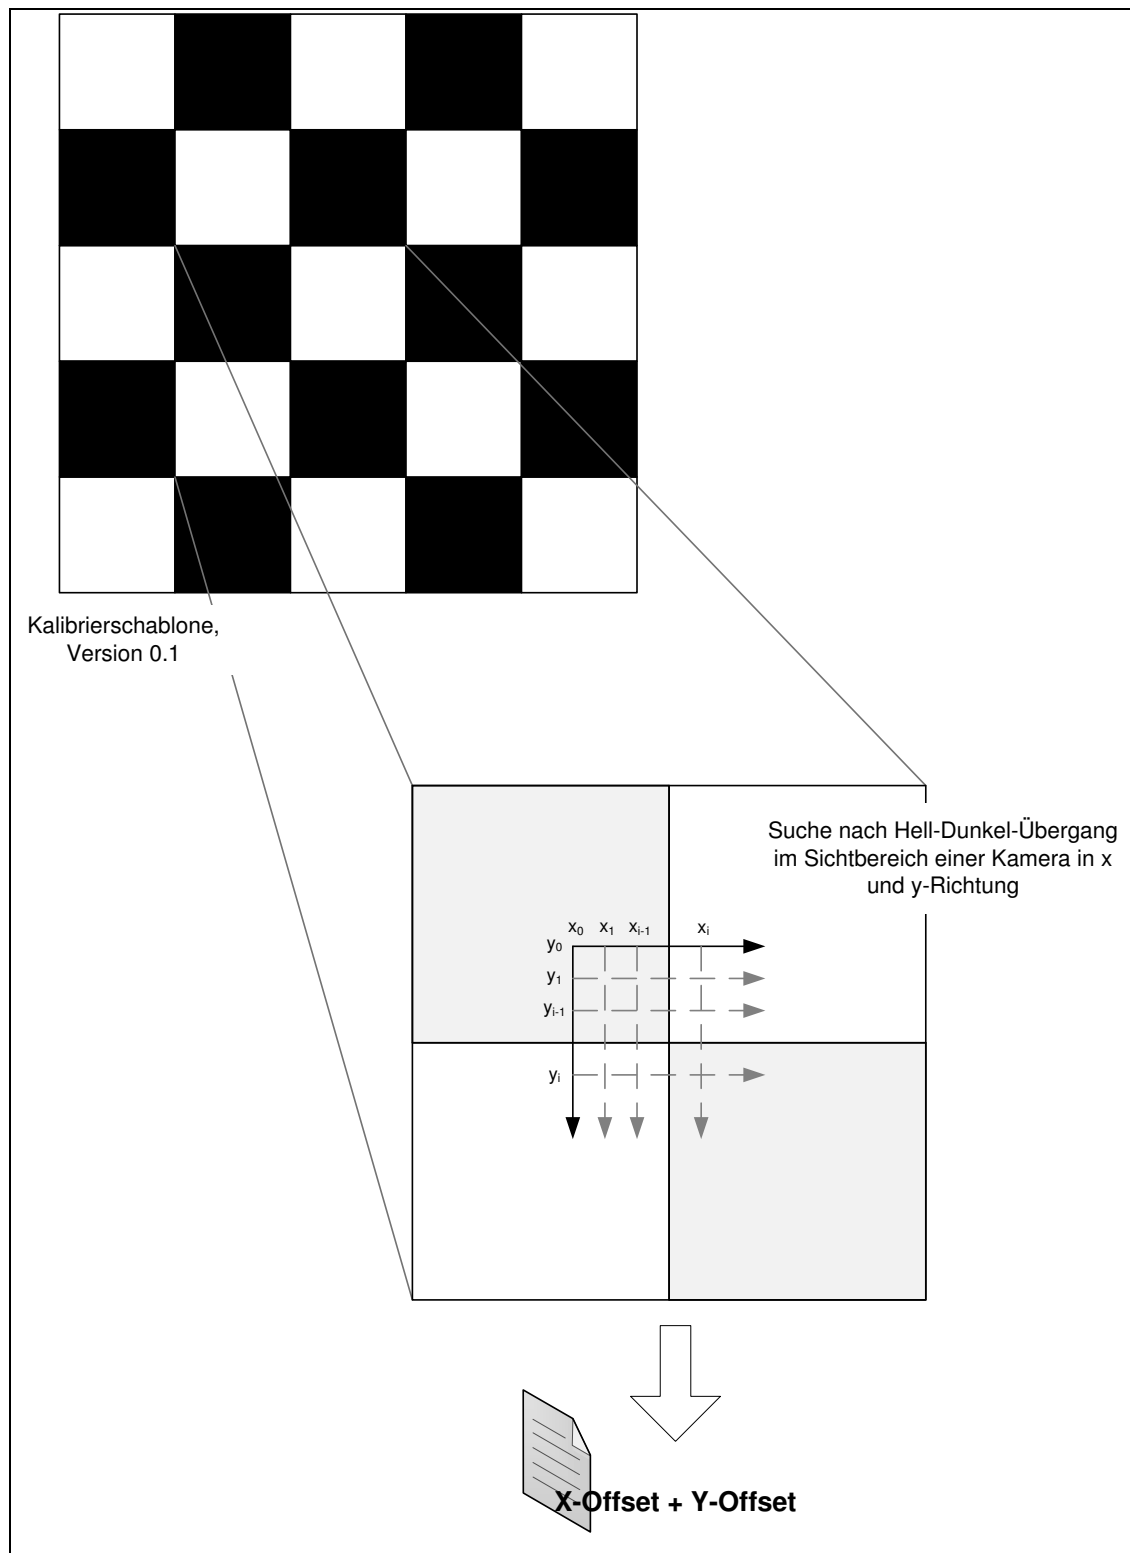 Kalibrierschablone,
Version 0.1
Suche nach Hell-Dunkel-Übergang
im Sichtbereich einer Kamera in x
und y-Richtung
x₀ x₁ xᵢ₋₁ xᵢ
y₀
y₁
yᵢ₋₁
yᵢ
X-Offset + Y-Offset